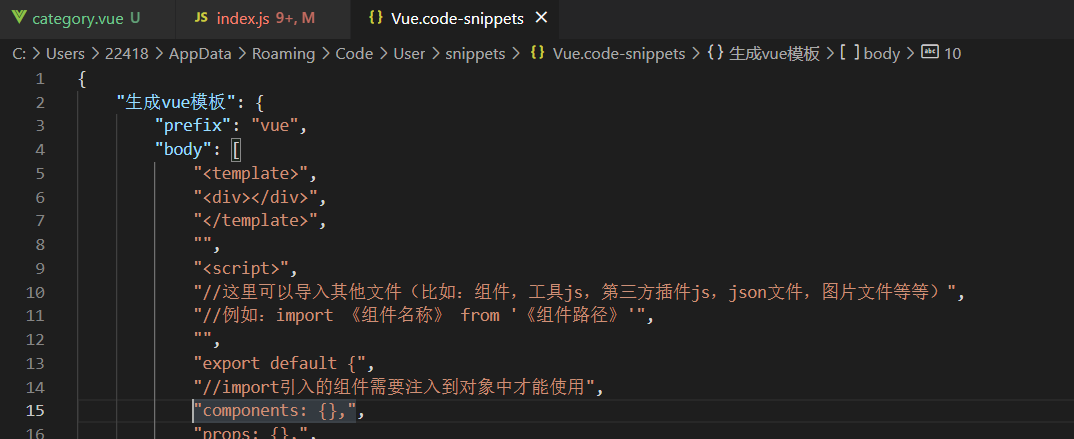 category.vue U index.js 9+, M Vue.code-snippets
C: > Users > 22418 > AppData > Roaming > Code > User > snippets > {} Vue.code-snippets > {} 生成vue模板 > [ ] body > abc 10
1 {
2 "生成vue模板": {
3 "prefix": "vue",
4 "body": [
5 "<template>",
6 "<div></div>",
7 "</template>",
8 "",
9 "<script>",
10 "//这里可以导入其他文件（比如：组件，工具js，第三方插件js，json文件，图片文件等等）",
11 "//例如：import 《组件名称》 from '《组件路径》'",
12 "",
13 "export default {",
14 "//import引入的组件需要注入到对象中才能使用",
15 "components: {},",
"props: {},",